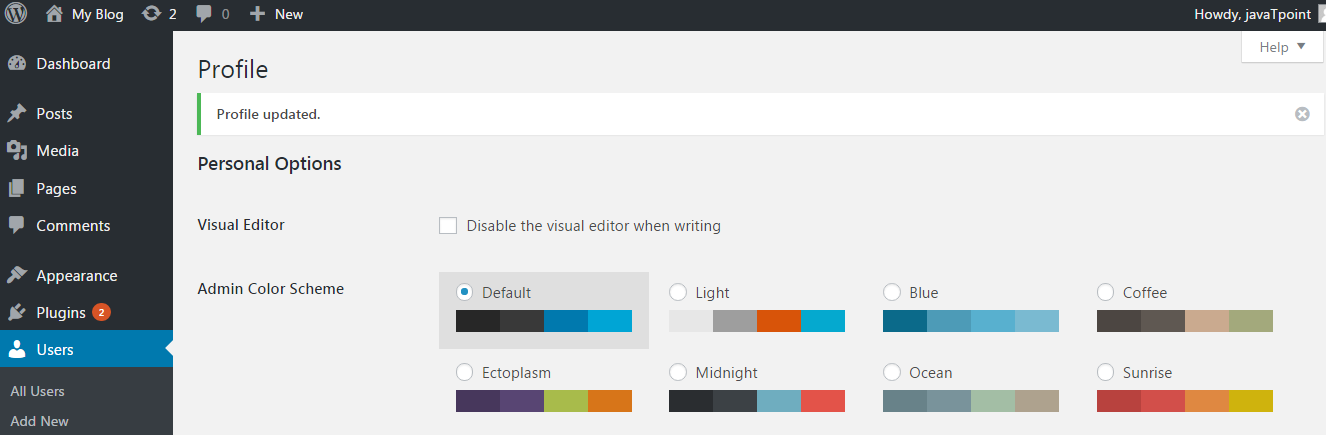 My Blog 2 0 New Howdy, javaTpoint
Help
Dashboard
Posts
Media
Pages
Comments
Appearance
Plugins 2
Users
All Users
Add New
Profile
Profile updated.
Personal Options
Visual Editor Disable the visual editor when writing
Admin Color Scheme Default Light Blue Coffee
Ectoplasm Midnight Ocean Sunrise